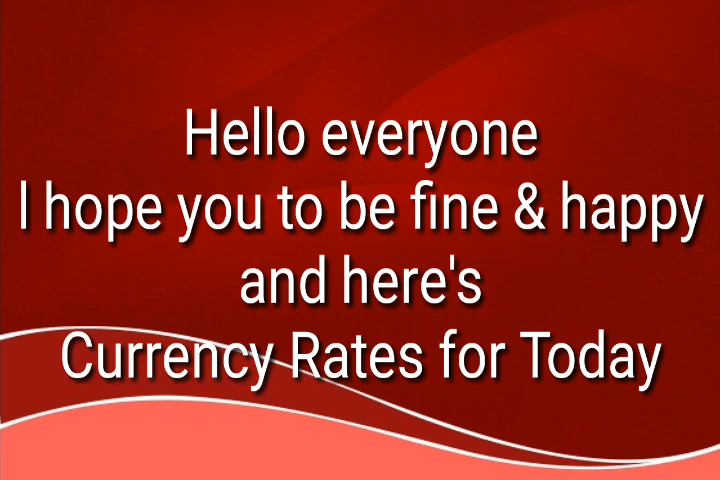 Hello everyone
I hope you to be fine & happy
and here's
Currency Rates for Today